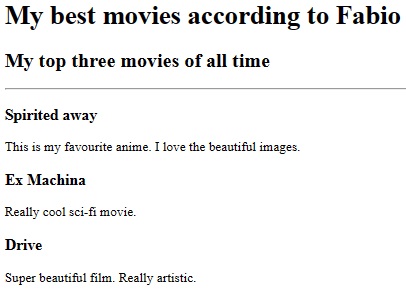 My best movies according to Fabio
My top three movies of all time
Spirited away
This is my favourite anime. I love the beautiful images.
Ex Machina
Really cool sci-fi movie.
Drive
Super beautiful film. Really artistic.